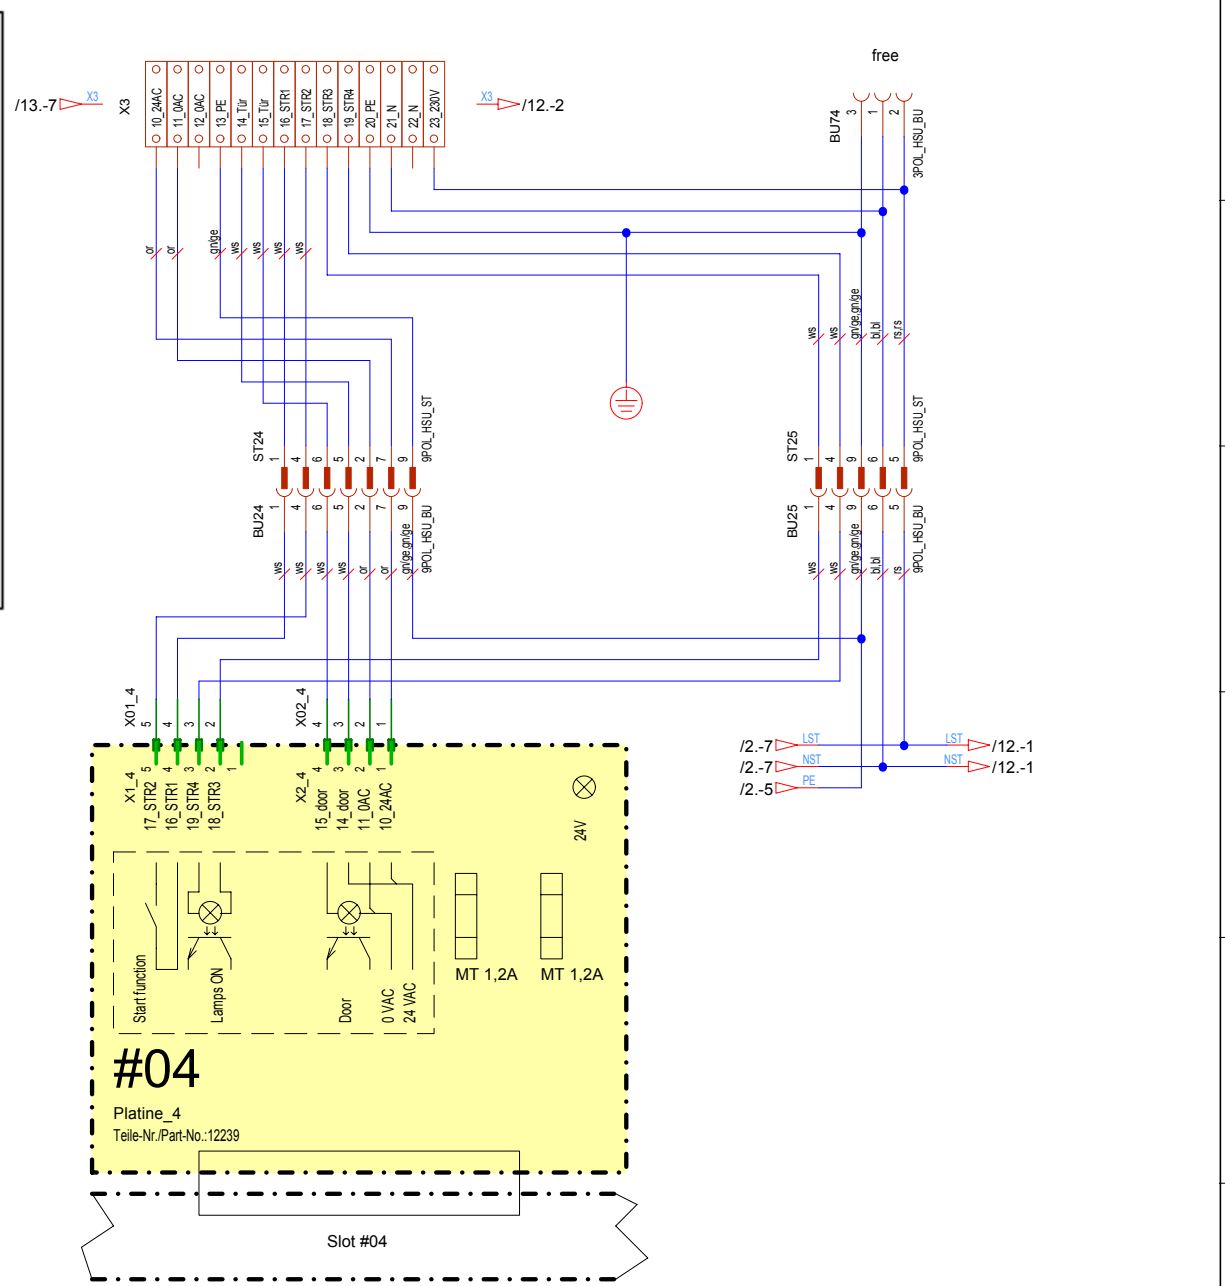 free
/13.-7
X3
X3
10_24AC
11_0AC
12_0AC
13_PE
14_Tür
15_Tür
16_STR1
17_STR2
18_STR3
19_STR4
20_PE
21_N
22_N
23_230V
X3
/12.-2
BU74
3
1
2
3POL_HSU_BU
or
or
gn/ge
ws
ws
ws
ws
ws
ws
gn/ge,gn/ge
bl,bl
rs,rs
ST24
1
4
6
5
2
7
9
9POL_HSU_ST
BU24
1
4
6
5
2
7
9
9POL_HSU_BU
ws
ws
ws
ws
or
or
gn/ge,gn/ge
ST25
1
4
9
6
5
9POL_HSU_ST
BU25
1
4
9
6
5
9POL_HSU_BU
ws
ws
gn/ge,gn/ge
bl,bl
rs
X01_4
5
4
3
2
X02_4
4
3
2
1
/2.-7
LST
LST
/12.-1
/2.-7
NST
NST
/12.-1
/2.-5
PE
X1_4
5
4
3
2
1
17_STR2
16_STR1
19_STR4
18_STR3
X2_4
4
3
2
1
15_door
14_door
11_0AC
10_24AC
24V
Start function
Lamps ON
Door
0 VAC
24 VAC
MT 1,2A
MT 1,2A
#04
Platine_4
Teile-Nr./Part-No.:12239
Slot #04